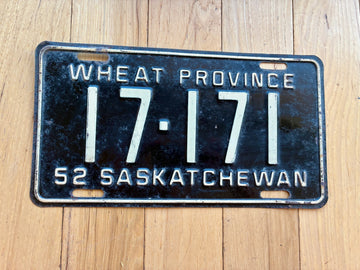 WHEAT PROVINCE
17·171
52 SASKATCHEWAN